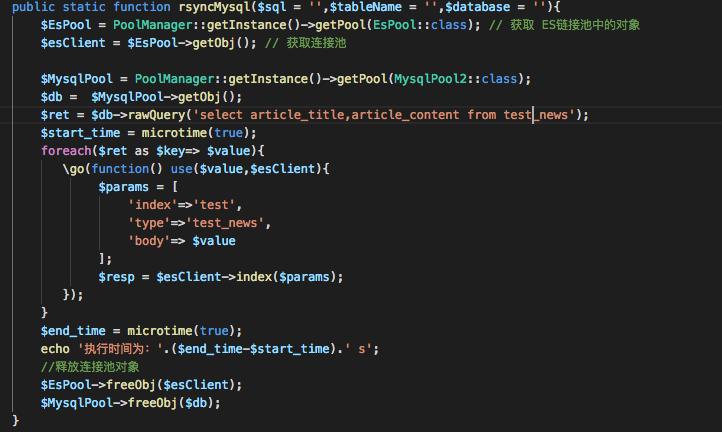 public static function rsyncMysql($sql = '',$tableName = '',$database = ''){
$EsPool = PoolManager::getInstance()->getPool(EsPool::class); // 获取 ES链接池中的对象
$esClient = $EsPool->getObj(); // 获取连接池
$MysqlPool = PoolManager::getInstance()->getPool(MysqlPool2::class);
$db =  $MysqlPool->getObj();
$ret = $db->rawQuery('select article_title,article_content from test_news');
$start_time = microtime(true);
foreach($ret as $key=> $value){
\go(function() use($value,$esClient){
$params = [
'index'=>'test',
'type'=>'test_news',
'body'=> $value
];
$resp = $esClient->index($params);
});
}
$end_time = microtime(true);
echo '执行时间为：'.($end_time-$start_time).' s';
//释放连接池对象
$EsPool->freeObj($esClient);
$MysqlPool->freeObj($db);
}